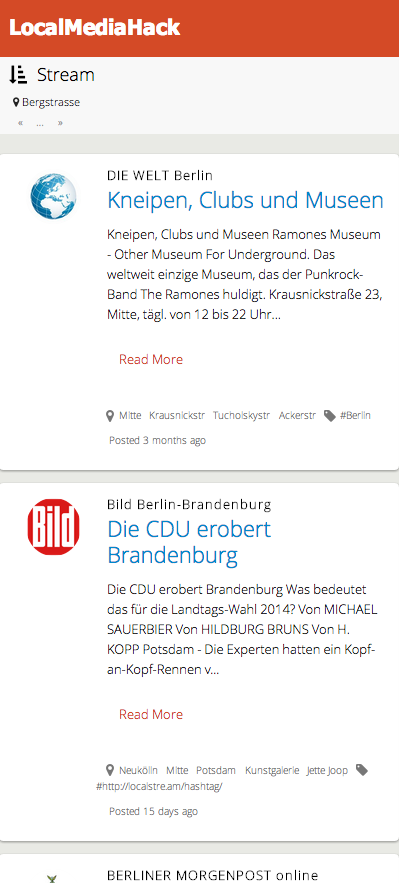 LocalMediaHack
Stream
Bergstrasse
« ... »
DIE WELT Berlin
Kneipen, Clubs und Museen
Kneipen, Clubs und Museen Ramones Museum
- Other Museum For Underground. Das
weltweit einzige Museum, das der Punkrock-
Band The Ramones huldigt. Krausnickstraße 23,
Mitte, tägl. von 12 bis 22 Uhr...
Read More
Mitte Krausnickstr Tucholskystr Ackerstr #Berlin
Posted 3 months ago
Bild
Bild Berlin-Brandenburg
Die CDU erobert
Brandenburg
Die CDU erobert Brandenburg Was bedeutet
das für die Landtags-Wahl 2014? Von MICHAEL
SAUERBIER Von HILDBURG BRUNS Von H.
KOPP Potsdam - Die Experten hatten ein Kopf-
an-Kopf-Rennen v...
Read More
Neukölln Mitte Potsdam Kunstgalerie Jette Joop
#http://localstre.am/hashtag/
Posted 15 days ago
BERLINER MORGENPOST online